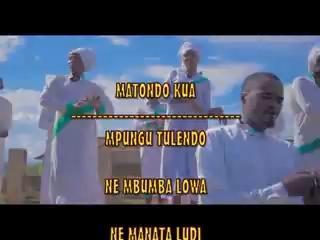 MATONDO KUA
MPUNGU TULENDO
NE MBUMBA LOWA
NE MANATA LUDI